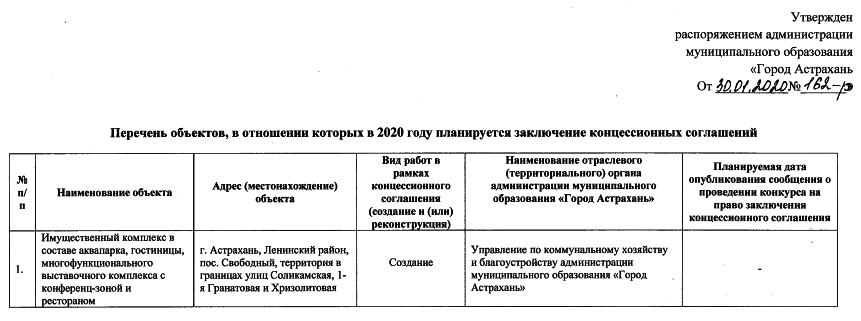 Утвержден
распоряжением администрации
муниципального образования
«Город Астрахань
От 30.01.2020 № 162-р
Перечень объектов, в отношении которых в 2020 году планируется заключение концессионных соглашений
№
п/
п
Наименование объекта
Адрес (местонахождение)
объекта
Вид работ в
рамках
концессионного
соглашения
(создание и (или)
реконструкция)
Наименование отраслевого
(территориального) органа
администрации муниципального
образования «Город Астрахань»
Планируемая дата
опубликования сообщения о
проведении конкурса на
право заключения
концессионного соглашения
1.
Имущественный комплекс в
составе аквапарка, гостиницы,
многофункционального
выставочного комплекса с
конференц-зоной и
рестораном
г. Астрахань, Ленинский район,
пос. Свободный, территория в
границах улиц Соликамская, 1-
я Гранатовая и Хризолитовая
Создание
Управление по коммунальному хозяйству
и благоустройству администрации
муниципального образования «Город
Астрахань»
-